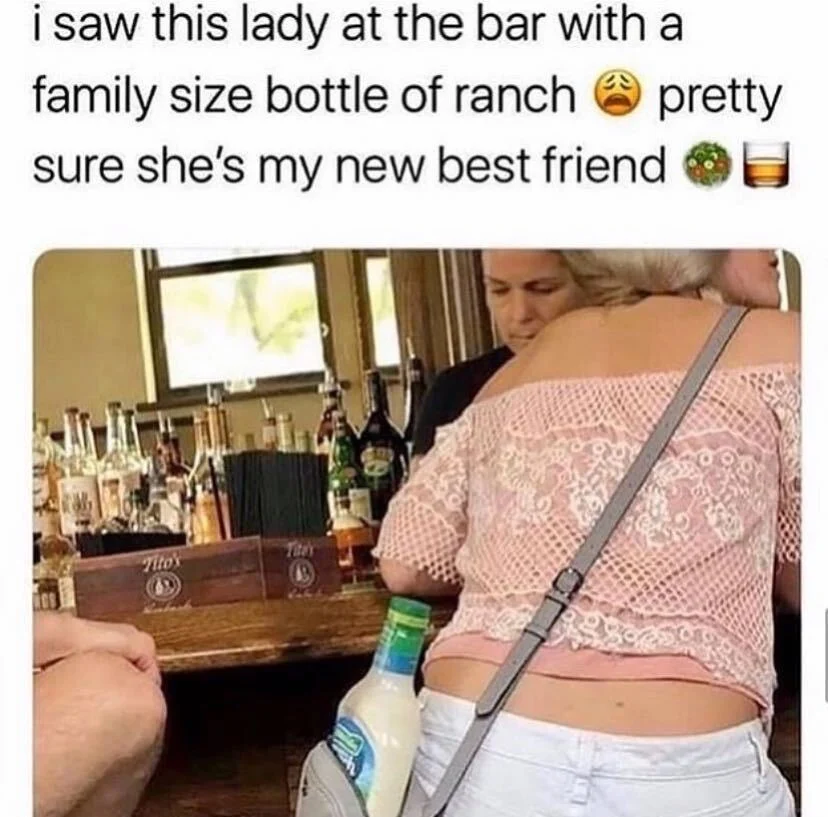 i saw this lady at the bar with a
family size bottle of ranch 😩 pretty
sure she's my new best friend 🥗🥃
Tito's
Tito's